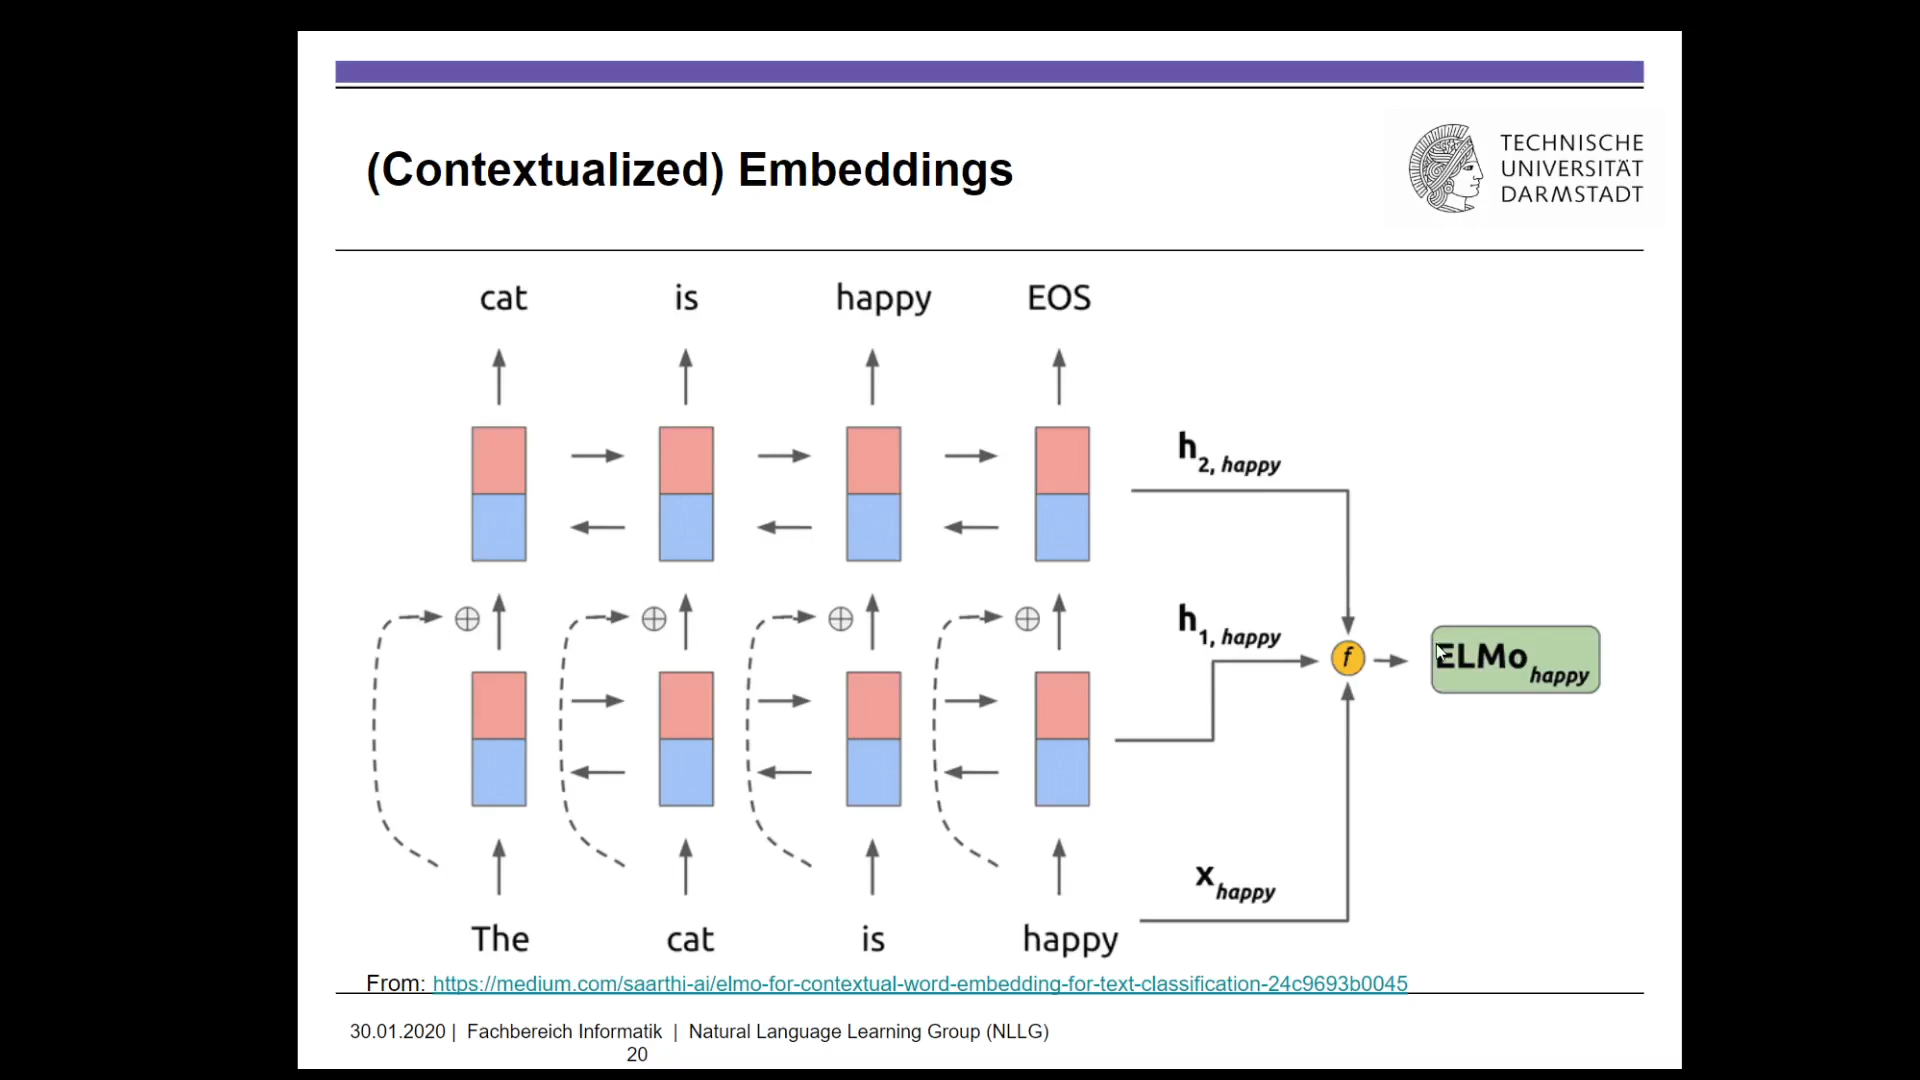 (Contextualized) Embeddings
TECHNISCHE
UNIVERSITÄT
DARMSTADT
cat is happy EOS
h2, happy
h1, happy
f
ELMo happy
x happy
The cat is happy
From: https://medium.com/saarthi-ai/elmo-for-contextual-word-embedding-for-text-classification-24c9693b0045
30.01.2020 | Fachbereich Informatik | Natural Language Learning Group (NLLG)
20